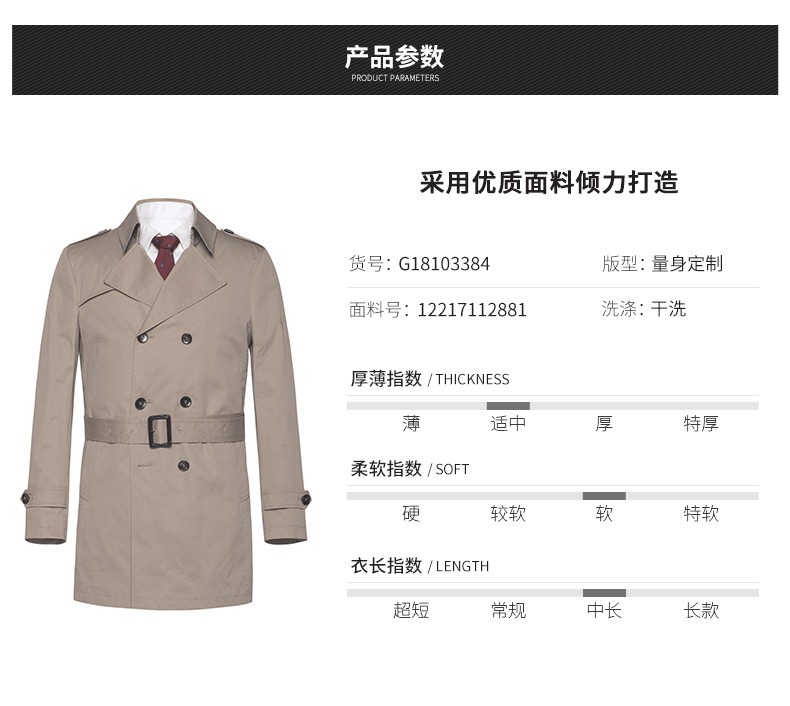 产品参数
PRODUCT PARAMETERS
采用优质面料倾力打造
货号: G18103384 版型: 量身定制
面料号: 12217112881 洗涤: 干洗
厚薄指数 / THICKNESS
薄 适中 厚 特厚
柔软指数 / SOFT
硬 较软 软 特软
衣长指数 / LENGTH
超短 常规 中长 长款